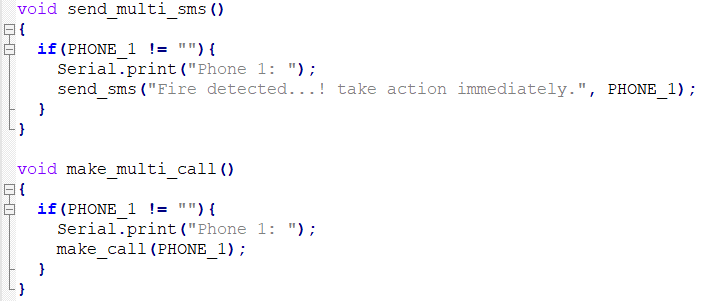 void send_multi_sms()
{
  if(PHONE_1 != ""){
    Serial.print("Phone 1: ");
    send_sms("Fire detected...! take action immediately.", PHONE_1);
  }
}

void make_multi_call()
{
  if(PHONE_1 != ""){
    Serial.print("Phone 1: ");
    make_call(PHONE_1);
  }
}